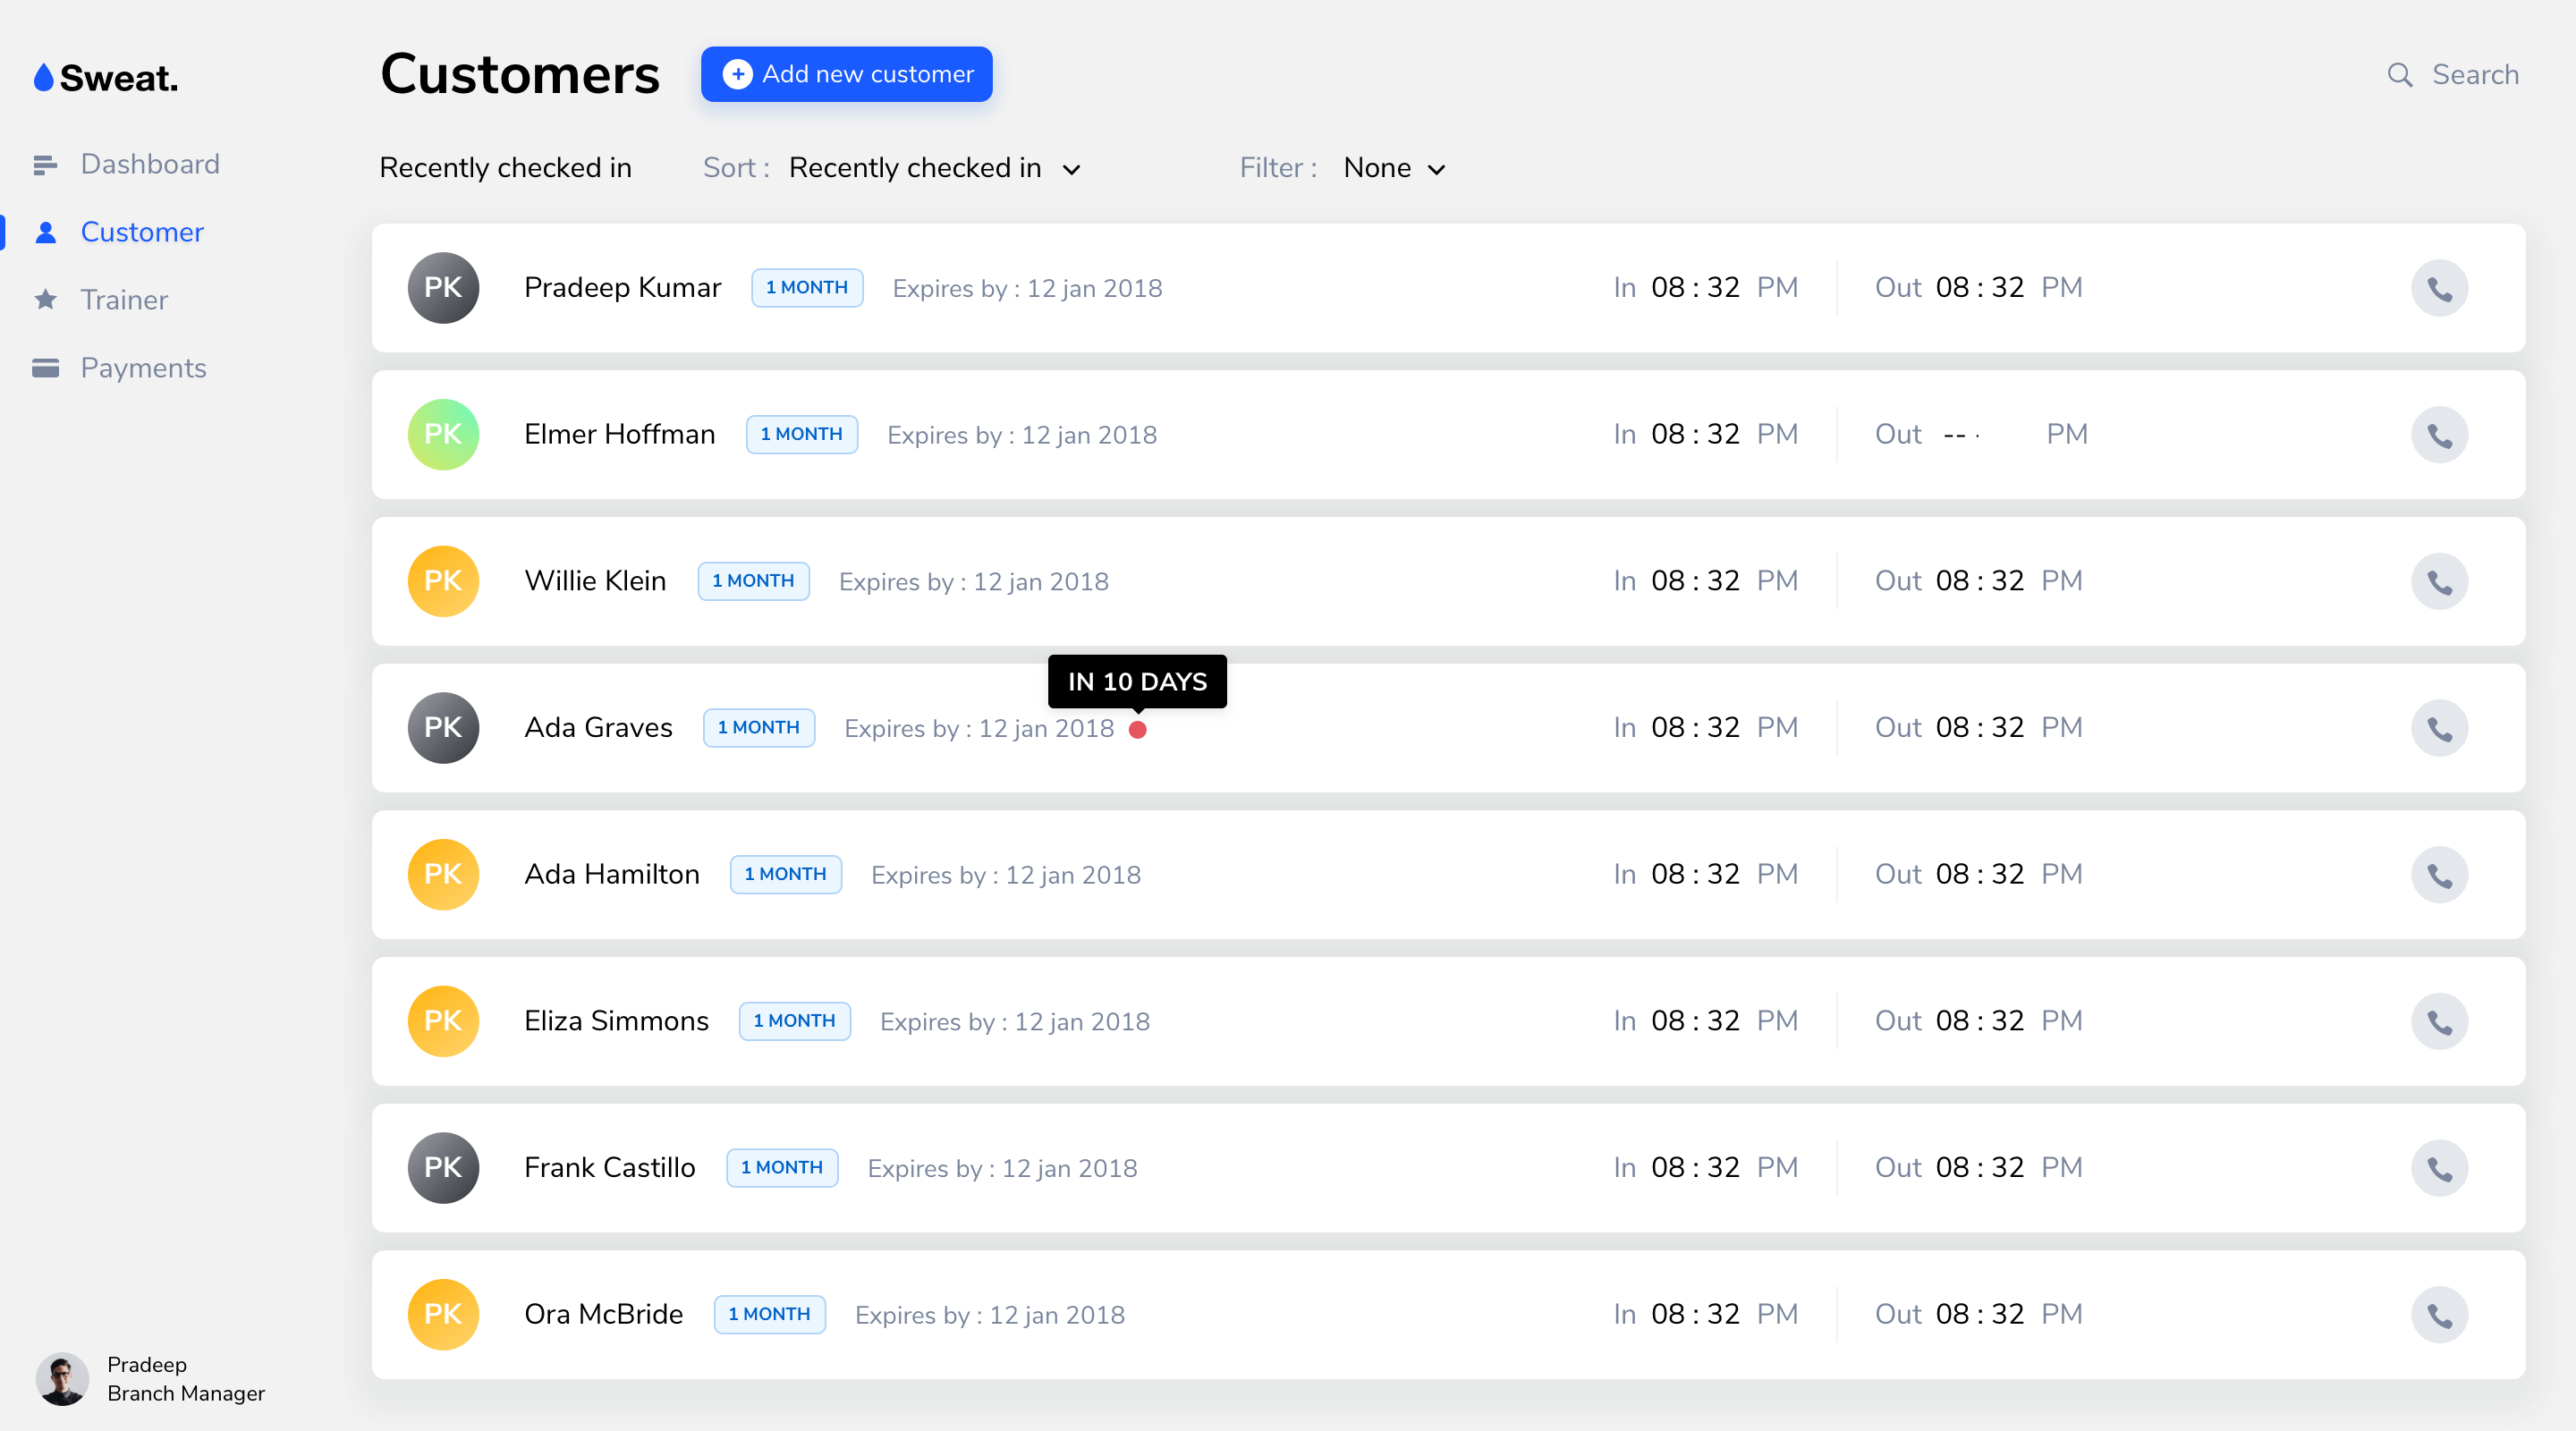 Sweat.
Customers
Add new customer
Search
Dashboard
Customer
Trainer
Payments
Recently checked in Sort : Recently checked in Filter : None
PK Pradeep Kumar 1 MONTH Expires by : 12 jan 2018 In 08 : 32 PM Out 08 : 32 PM
PK Elmer Hoffman 1 MONTH Expires by : 12 jan 2018 In 08 : 32 PM Out -- · PM
PK Willie Klein 1 MONTH Expires by : 12 jan 2018 In 08 : 32 PM Out 08 : 32 PM
IN 10 DAYS
PK Ada Graves 1 MONTH Expires by : 12 jan 2018 In 08 : 32 PM Out 08 : 32 PM
PK Ada Hamilton 1 MONTH Expires by : 12 jan 2018 In 08 : 32 PM Out 08 : 32 PM
PK Eliza Simmons 1 MONTH Expires by : 12 jan 2018 In 08 : 32 PM Out 08 : 32 PM
PK Frank Castillo 1 MONTH Expires by : 12 jan 2018 In 08 : 32 PM Out 08 : 32 PM
PK Ora McBride 1 MONTH Expires by : 12 jan 2018 In 08 : 32 PM Out 08 : 32 PM
Pradeep
Branch Manager